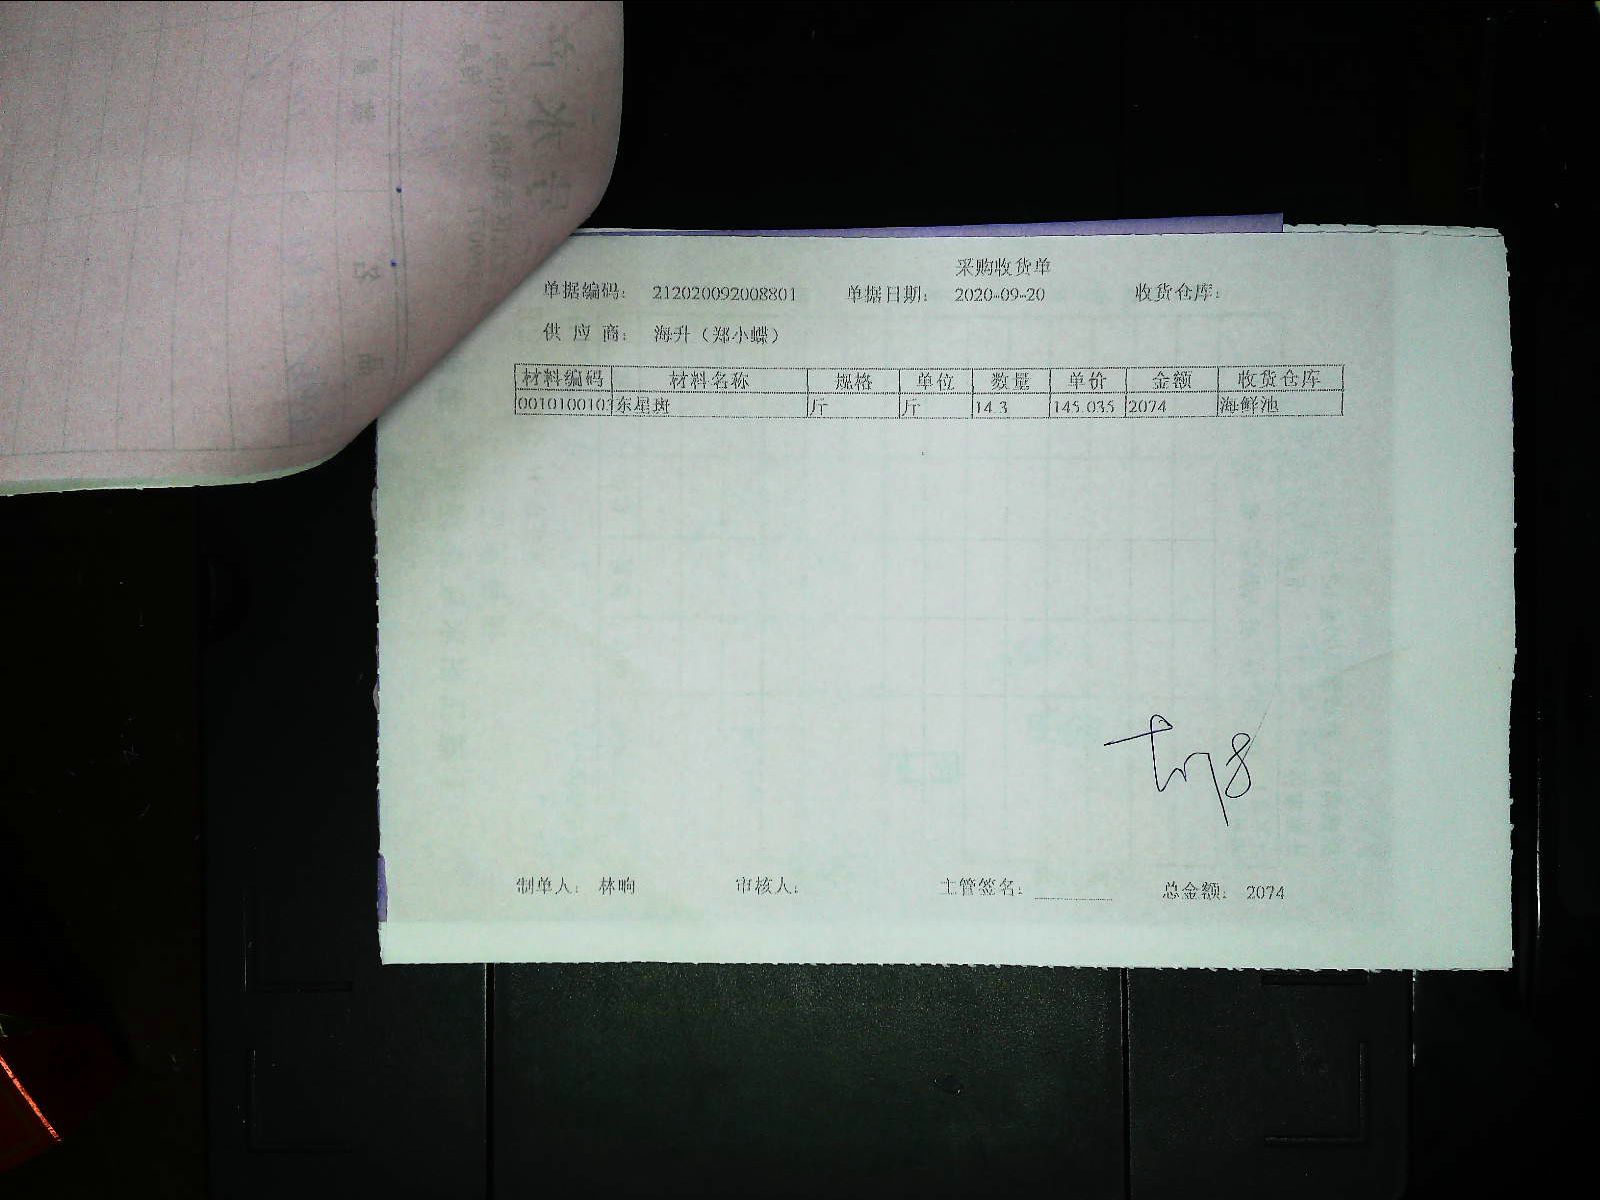 采购收货单
单据编码： 212020092008801 单据日期： 2020-09-20 收货仓库：
供 应 商： 海升（郑小蝶）
材料编码 材料名称 规格 单位 数量 单价 金额 收货仓库
0010100103 东星斑 斤 斤 14.3 145.035 2074 海鲜池
制单人： 林晌 审核人： 主管签名： 总金额： 2074